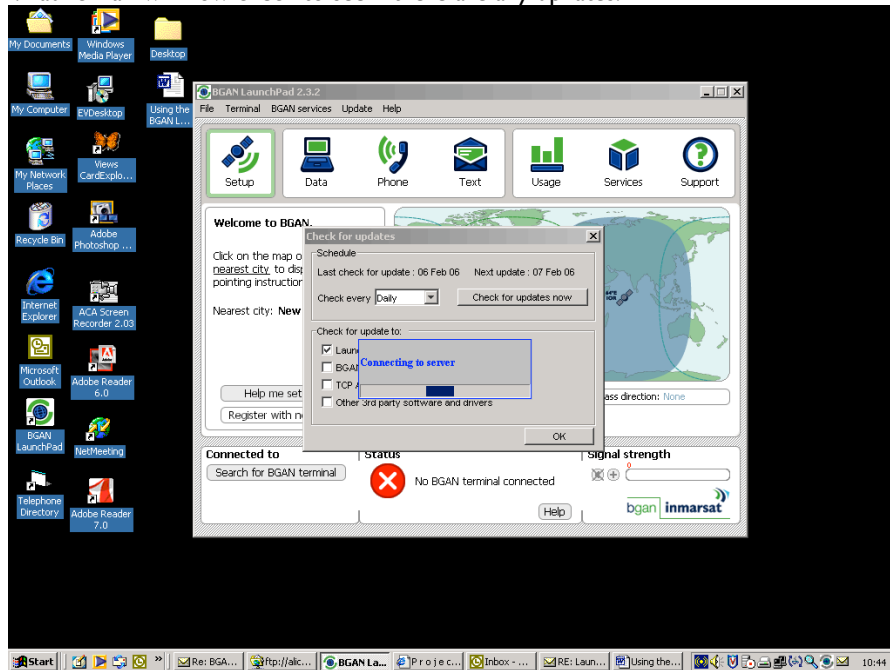 My Documents
Windows Media Player
Desktop
My Computer
EVDesktop
Using the BGAN L...
My Network Places
Views CardExplo...
Recycle Bin
Adobe Photoshop ...
Internet Explorer
ACA Screen Recorder 2.03
Microsoft Outlook
Adobe Reader 6.0
BGAN LaunchPad
NetMeeting
Telephone Directory
Adobe Reader 7.0
BGAN LaunchPad 2.3.2
File Terminal BGAN services Update Help
Setup Data Phone Text Usage Services Support
Welcome to BGAN.
Click on the map o
nearest city to disp
pointing instruction
Nearest city: New
Help me set
Register with n
Check for updates
Schedule
Last check for update : 06 Feb 06 Next update : 07 Feb 06
Check every Daily Check for updates now
Check for update to:
Laun
BGAN
TCP A
Other 3rd party software and drivers
Connecting to server
OK
ass direction: None
Connected to
Search for BGAN terminal
Status
No BGAN terminal connected
Help
Signal strength
0
bgan inmarsat
Start
Re: BGA... ftp://alic... BGAN La... P r o j e c... Inbox - ... RE: Laun... Using the...
10:44